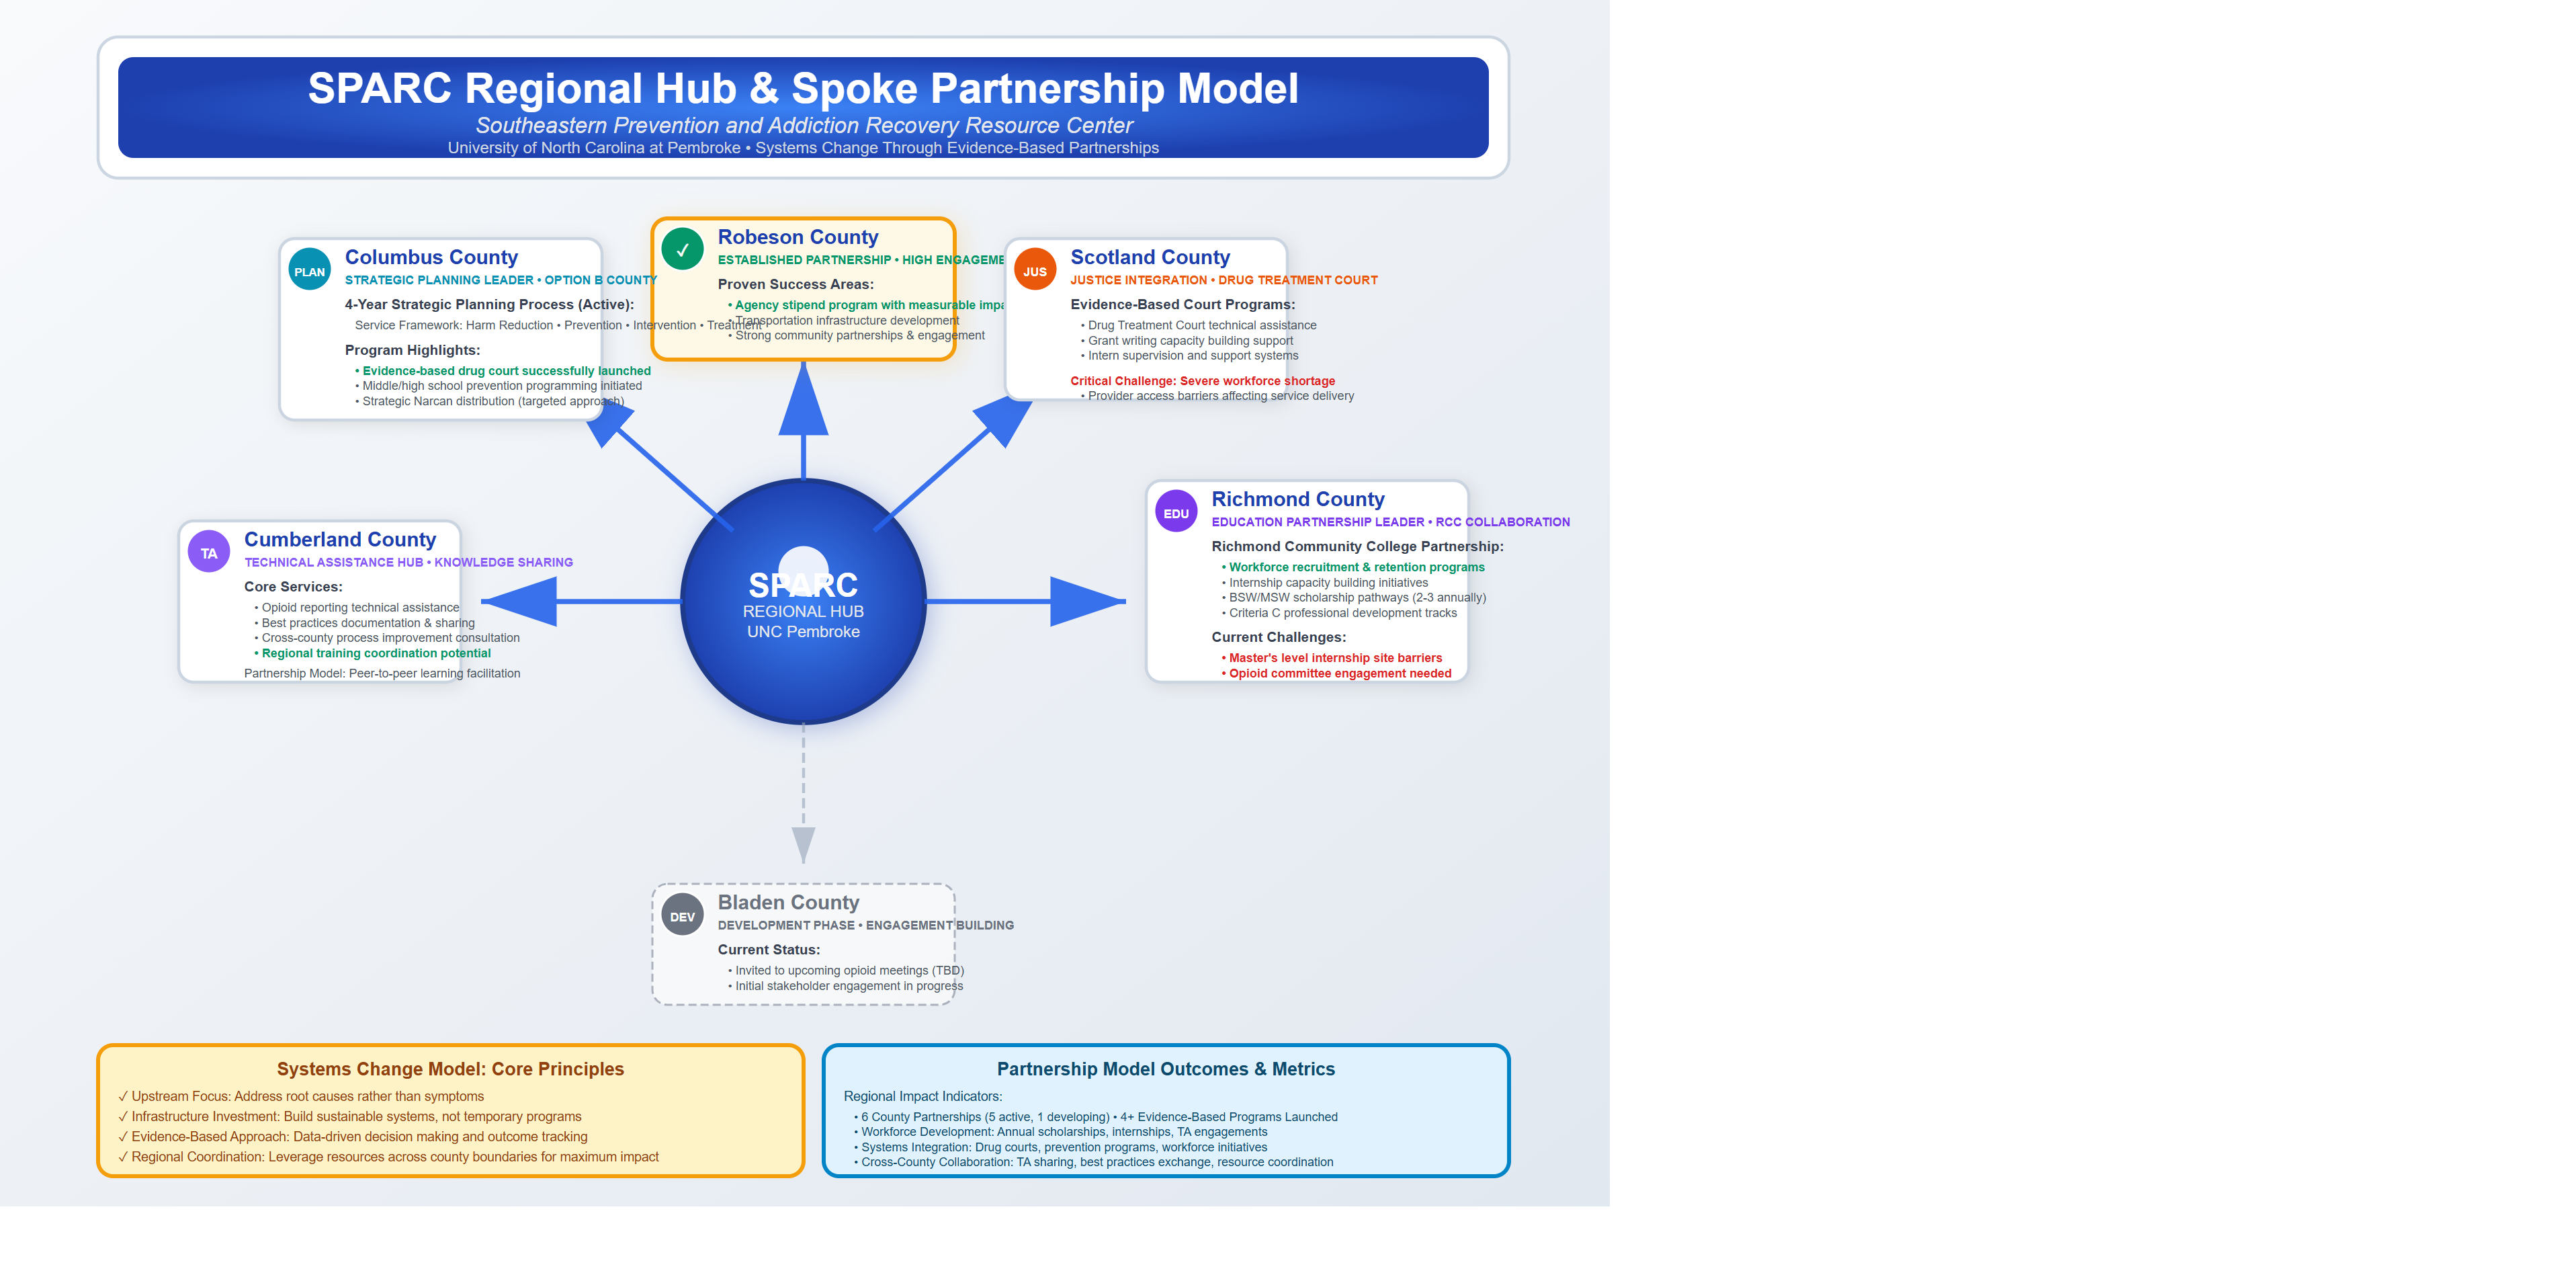 SPARC Regional Hub & Spoke Partnership Model
Southeastern Prevention and Addiction Recovery Resource Center
University of North Carolina at Pembroke • Systems Change Through Evidence-Based Partnerships
PLAN
Columbus County
STRATEGIC PLANNING LEADER • OPTION B COUNTY
4-Year Strategic Planning Process (Active):
Service Framework: Harm Reduction • Prevention • Intervention • Treatment
Program Highlights:
• Evidence-based drug court successfully launched
• Middle/high school prevention programming initiated
• Strategic Narcan distribution (targeted approach)
✓
Robeson County
ESTABLISHED PARTNERSHIP • HIGH ENGAGEME
Proven Success Areas:
• Agency stipend program with measurable impa
• Transportation infrastructure development
• Strong community partnerships & engagement
JUS
Scotland County
JUSTICE INTEGRATION • DRUG TREATMENT COURT
Evidence-Based Court Programs:
• Drug Treatment Court technical assistance
• Grant writing capacity building support
• Intern supervision and support systems
Critical Challenge: Severe workforce shortage
• Provider access barriers affecting service delivery
TA
Cumberland County
TECHNICAL ASSISTANCE HUB • KNOWLEDGE SHARING
Core Services:
• Opioid reporting technical assistance
• Best practices documentation & sharing
• Cross-county process improvement consultation
• Regional training coordination potential
Partnership Model: Peer-to-peer learning facilitation
SPARC
REGIONAL HUB
UNC Pembroke
EDU
Richmond County
EDUCATION PARTNERSHIP LEADER • RCC COLLABORATION
Richmond Community College Partnership:
• Workforce recruitment & retention programs
• Internship capacity building initiatives
• BSW/MSW scholarship pathways (2-3 annually)
• Criteria C professional development tracks
Current Challenges:
• Master's level internship site barriers
• Opioid committee engagement needed
DEV
Bladen County
DEVELOPMENT PHASE • ENGAGEMENT BUILDING
Current Status:
• Invited to upcoming opioid meetings (TBD)
• Initial stakeholder engagement in progress
Systems Change Model: Core Principles
✓ Upstream Focus: Address root causes rather than symptoms
✓ Infrastructure Investment: Build sustainable systems, not temporary programs
✓ Evidence-Based Approach: Data-driven decision making and outcome tracking
✓ Regional Coordination: Leverage resources across county boundaries for maximum impact
Partnership Model Outcomes & Metrics
Regional Impact Indicators:
• 6 County Partnerships (5 active, 1 developing) • 4+ Evidence-Based Programs Launched
• Workforce Development: Annual scholarships, internships, TA engagements
• Systems Integration: Drug courts, prevention programs, workforce initiatives
• Cross-County Collaboration: TA sharing, best practices exchange, resource coordination